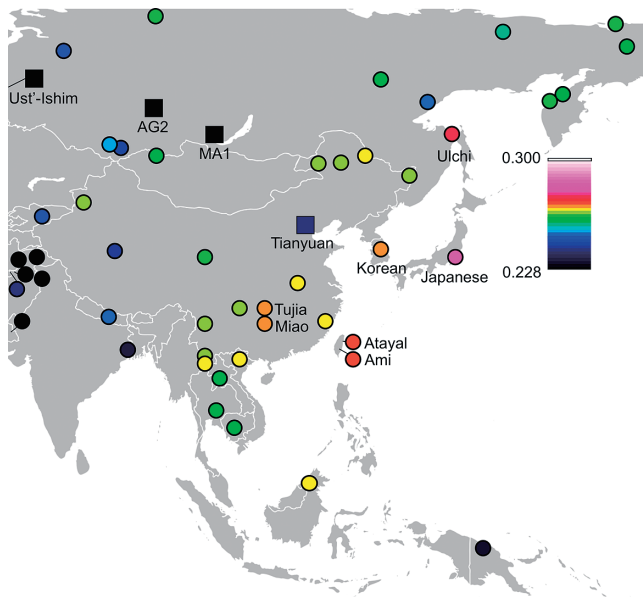 Ust'-Ishim
AG2
MA1
Ulchi
0.300
Tianyuan
Korean
Japanese
0.228
Tujia
Miao
Atayal
Ami